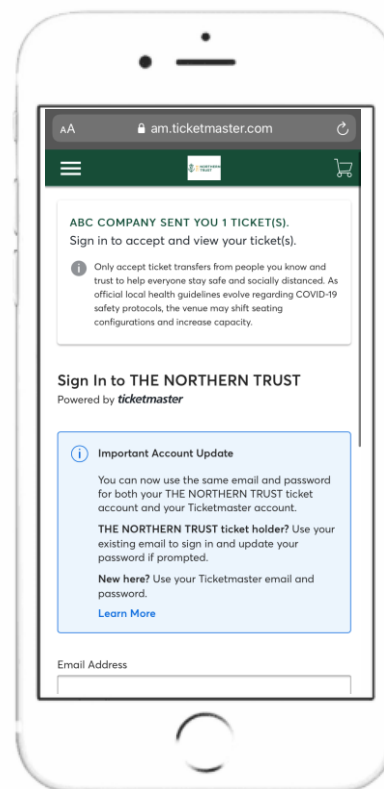 AA am.ticketmaster.com
NORTHERN
TRUST
ABC COMPANY SENT YOU 1 TICKET(S).
Sign in to accept and view your ticket(s).
Only accept ticket transfers from people you know and
trust to help everyone stay safe and socially distanced. As
official local health guidelines evolve regarding COVID-19
safety protocols, the venue may shift seating
configurations and increase capacity.
Sign In to THE NORTHERN TRUST
Powered by ticketmaster
Important Account Update
You can now use the same email and password
for both your THE NORTHERN TRUST ticket
account and your Ticketmaster account.
THE NORTHERN TRUST ticket holder? Use your
existing email to sign in and update your
password if prompted.
New here? Use your Ticketmaster email and
password.
Learn More
Email Address